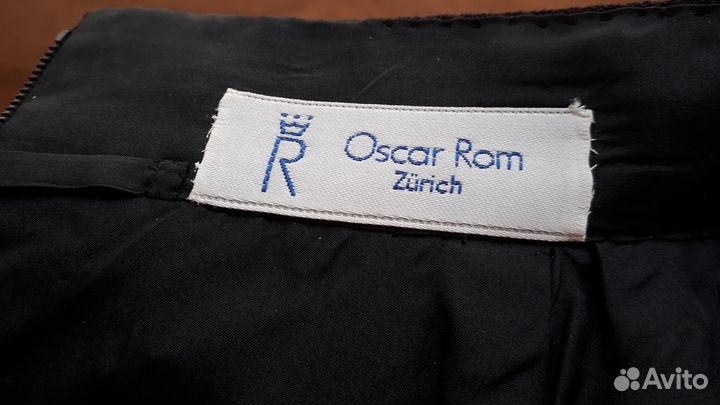 R
Oscar Rom
Zürich
Avito